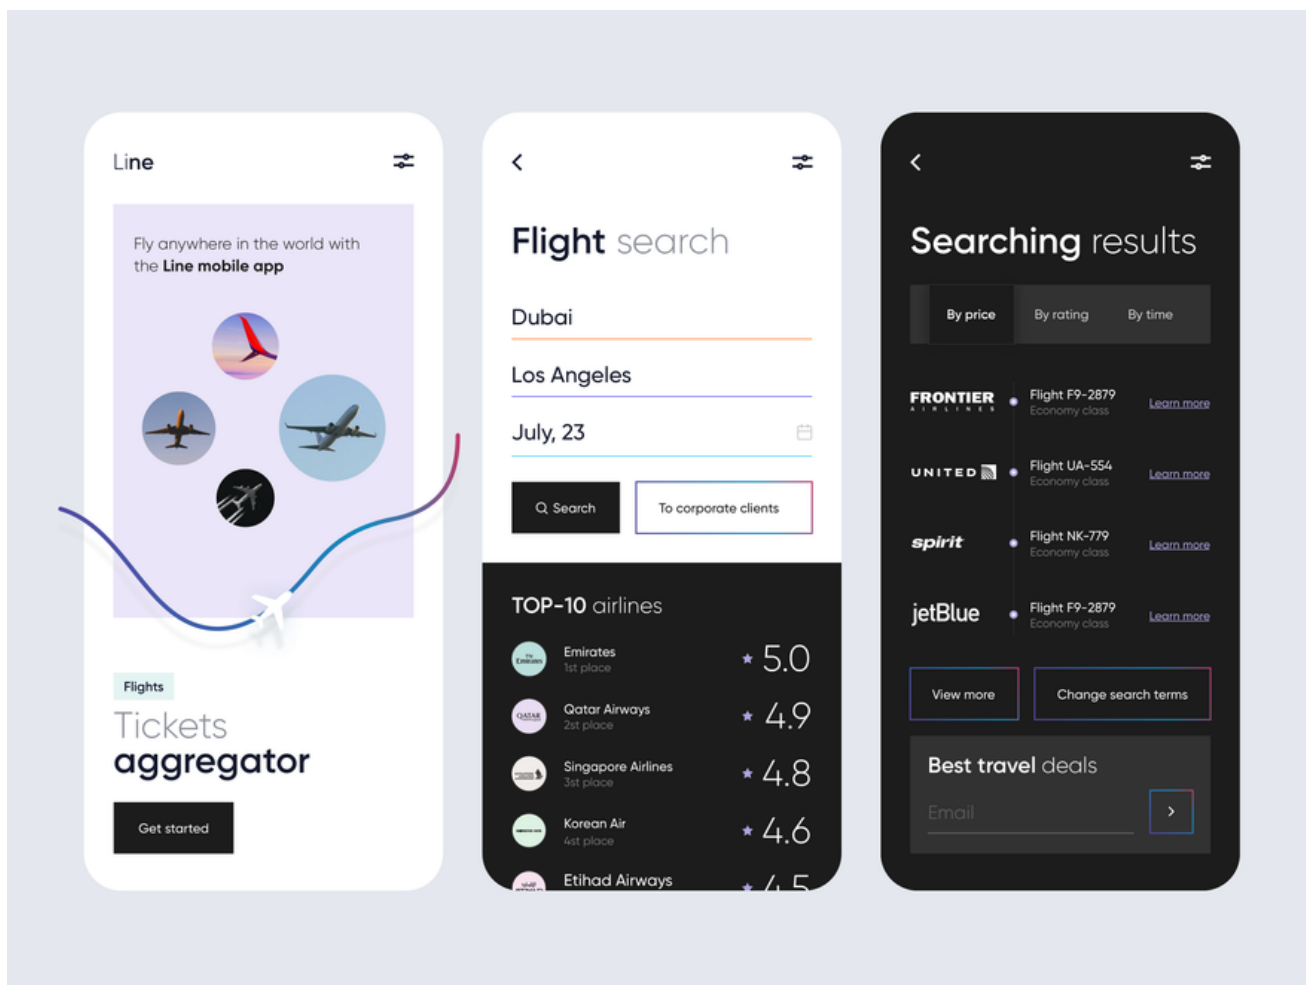 Line
Fly anywhere in the world with
the Line mobile app
Flights
Tickets
aggregator
Get started
Flight search
Dubai
Los Angeles
July, 23
Search
To corporate clients
TOP-10 airlines
Emirates
Emirates
1st place
5.0
QATAR
Qatar Airways
2st place
4.9
Singapore Airlines
3st place
4.8
Korean Air
4st place
4.6
Etihad Airways
4.5
Searching results
By price
By rating
By time
FRONTIER
AIRLINES
Flight F9-2879
Economy class
Learn more
UNITED
Flight UA-554
Economy class
Learn more
spirit
Flight NK-779
Economy class
Learn more
jetBlue
Flight F9-2879
Economy class
Learn more
View more
Change search terms
Best travel deals
Email